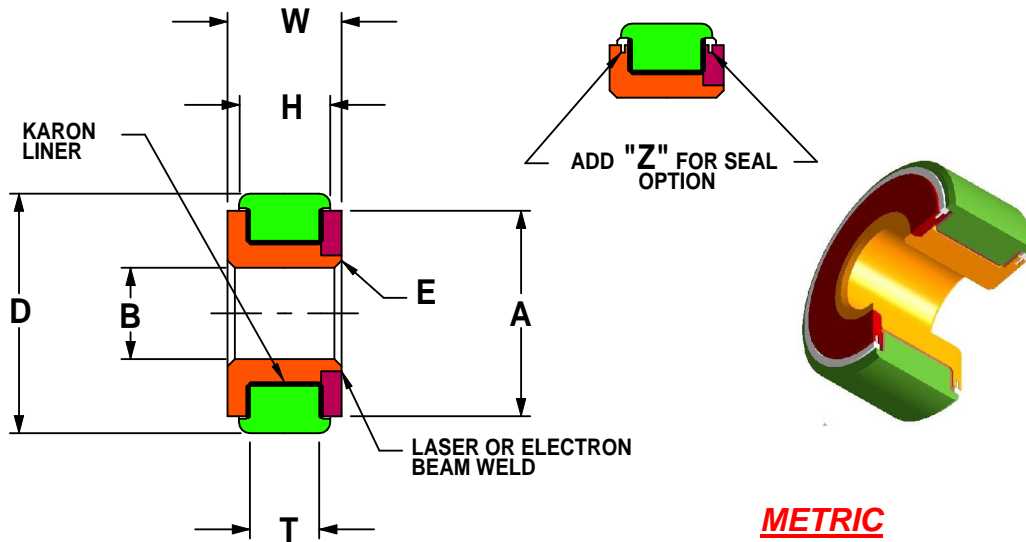 W
H
KARON
LINER
ADD "Z" FOR SEAL
OPTION
D
B
E
A
LASER OR ELECTRON
BEAM WELD
T
METRIC